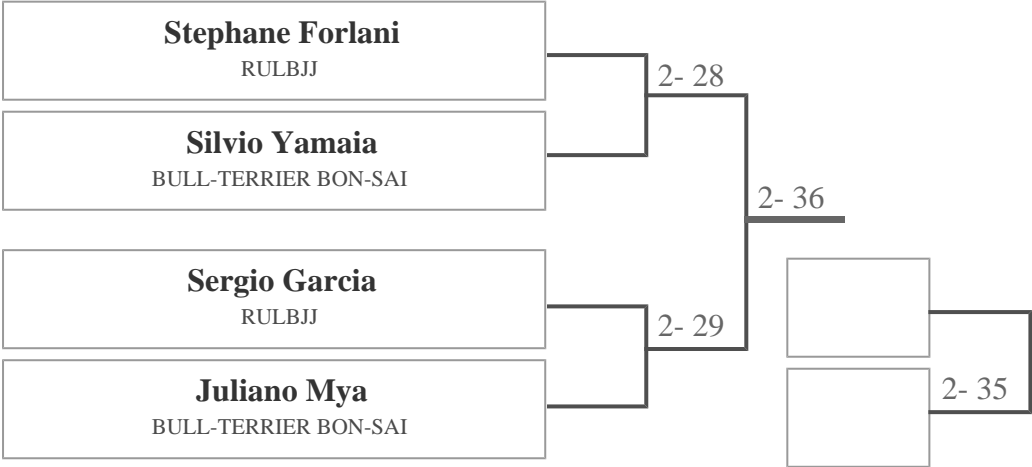 Stephane Forlani
RULBJJ
2- 28
Silvio Yamaia
BULL-TERRIER BON-SAI
2- 36
Sergio Garcia
RULBJJ
2- 29
Juliano Mya
BULL-TERRIER BON-SAI
2- 35